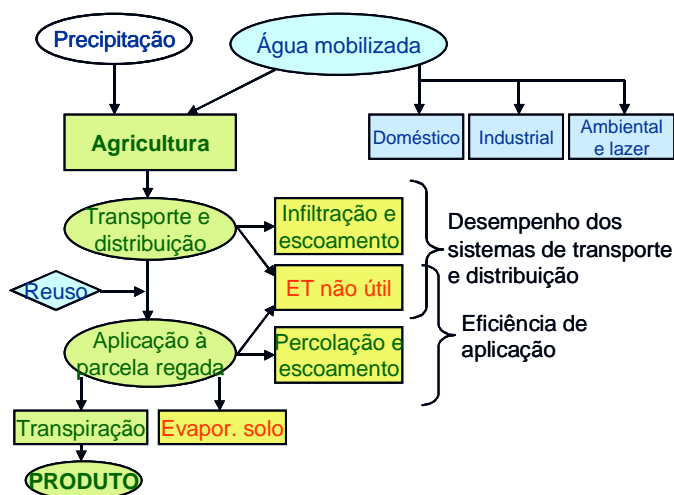 Precipitação
Água mobilizada
Agricultura
Doméstico
Industrial
Ambiental
e lazer
Transporte e
distribuição
Infiltração e
escoamento
Desempenho dos
sistemas de transporte
e distribuição
Reuso
ET não útil
Aplicação à
parcela regada
Percolação e
escoamento
Eficiência de
aplicação
Transpiração
Evapor. solo
PRODUTO